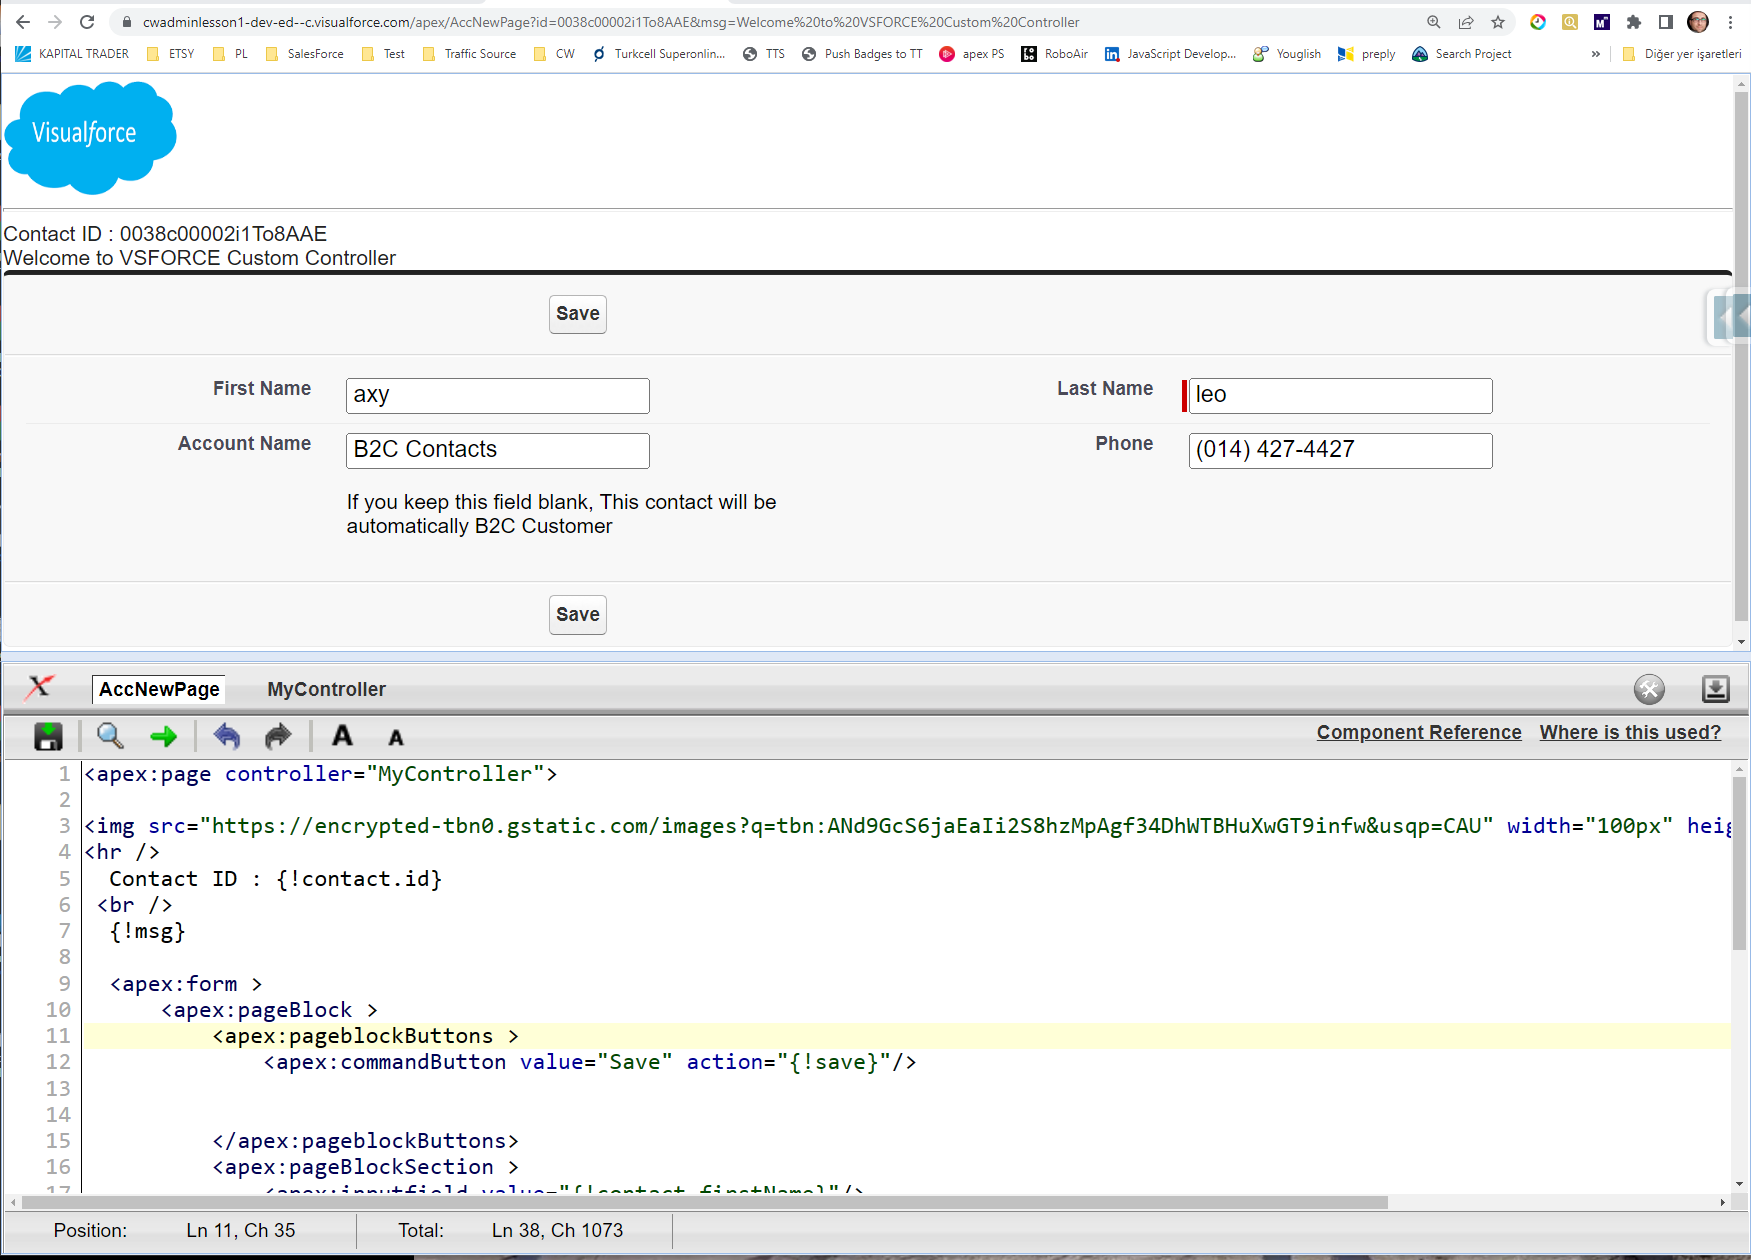 cwadminlesson1-dev-ed--c.visualforce.com/apex/AccNewPage?id=0038c00002i1To8AAE&msg=Welcome%20to%20VSFORCE%20Custom%20Controller
KAPITAL TRADER ETSY PL SalesForce Test Traffic Source CW Turkcell Superonlin... TTS Push Badges to TT apex PS RoboAir JavaScript Develop... Youglish preply Search Project » Diğer yer işaretleri
Visualforce
Contact ID : 0038c00002i1To8AAE
Welcome to VSFORCE Custom Controller
Save
First Name axy Last Name leo
Account Name B2C Contacts Phone (014) 427-4427
If you keep this field blank, This contact will be
automatically B2C Customer
Save
AccNewPage MyController
A A Component Reference Where is this used?
1 <apex:page controller="MyController">
2
3 <img src="https://encrypted-tbn0.gstatic.com/images?q=tbn:ANd9GcS6jaEaIi2S8hzMpAgf34DhWTBHuXwGT9infw&usqp=CAU" width="100px" heig
4 <hr />
5 Contact ID : {!contact.id}
6 <br />
7 {!msg}
8
9 <apex:form >
10 <apex:pageBlock >
11 <apex:pageblockButtons >
12 <apex:commandButton value="Save" action="{!save}"/>
13
14
15 </apex:pageblockButtons>
16 <apex:pageBlockSection >
17 <apex:inputfield value="{!contact.firstName}"/>
Position: Ln 11, Ch 35 Total: Ln 38, Ch 1073